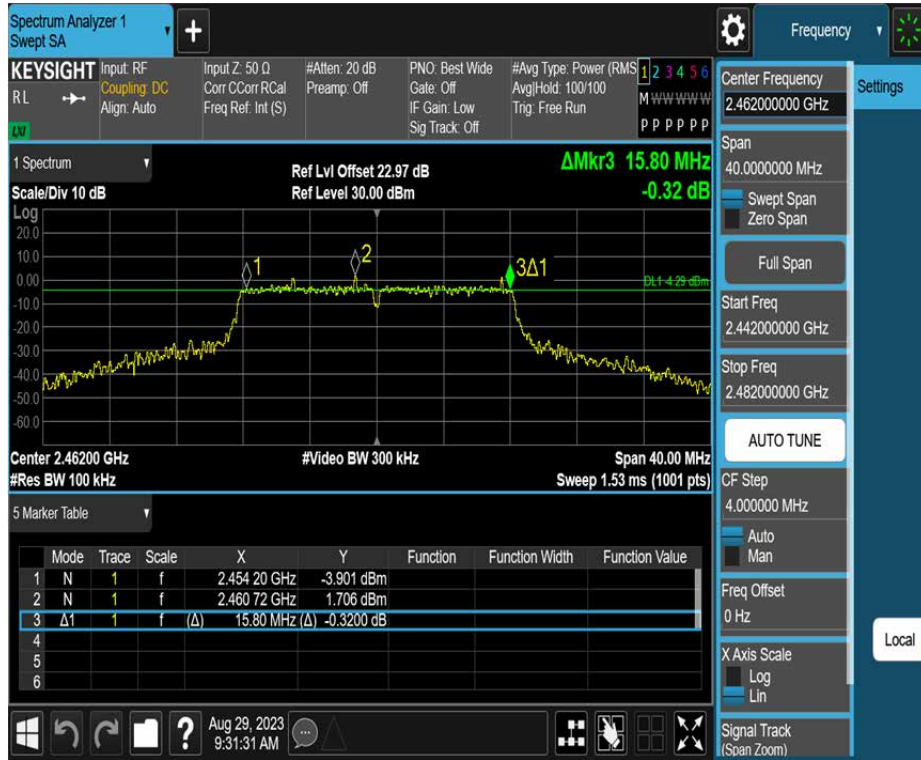 Spectrum Analyzer 1
Swept SA
+
Frequency
KEYSIGHT
RL
LXI
Input: RF
Coupling: DC
Align: Auto
Input Z: 50 Ω
Corr CCorr RCal
Freq Ref: Int (S)
#Atten: 20 dB
Preamp: Off
PNO: Best Wide
Gate: Off
IF Gain: Low
Sig Track: Off
#Avg Type: Power (RMS
Avg|Hold: 100/100
Trig: Free Run
1 2 3 4 5 6
M W W W W W
P P P P P P
Center Frequency
2.462000000 GHz
Settings
1 Spectrum
Scale/Div 10 dB
Ref Lvl Offset 22.97 dB
Ref Level 30.00 dBm
ΔMkr3 15.80 MHz
-0.32 dB
Span
40.0000000 MHz
Swept Span
Zero Span
Full Span
Start Freq
2.442000000 GHz
Stop Freq
2.482000000 GHz
AUTO TUNE
CF Step
4.000000 MHz
Auto
Man
Freq Offset
0 Hz
X Axis Scale
Log
Lin
Signal Track
(Span Zoom)
Local
Log
20.0
10.0
0.00
-10.0
-20.0
-30.0
-40.0
-50.0
-60.0
1
2
3Δ1
DL1 -4.29 dBm
Center 2.46200 GHz
#Video BW 300 kHz
Span 40.00 MHz
#Res BW 100 kHz
Sweep 1.53 ms (1001 pts)
5 Marker Table
Mode Trace Scale X Y Function Function Width Function Value
1 N 1 f 2.454 20 GHz -3.901 dBm
2 N 1 f 2.460 72 GHz 1.706 dBm
3 Δ1 1 f (Δ) 15.80 MHz (Δ) -0.3200 dB
4
5
6
?
Aug 29, 2023
9:31:31 AM